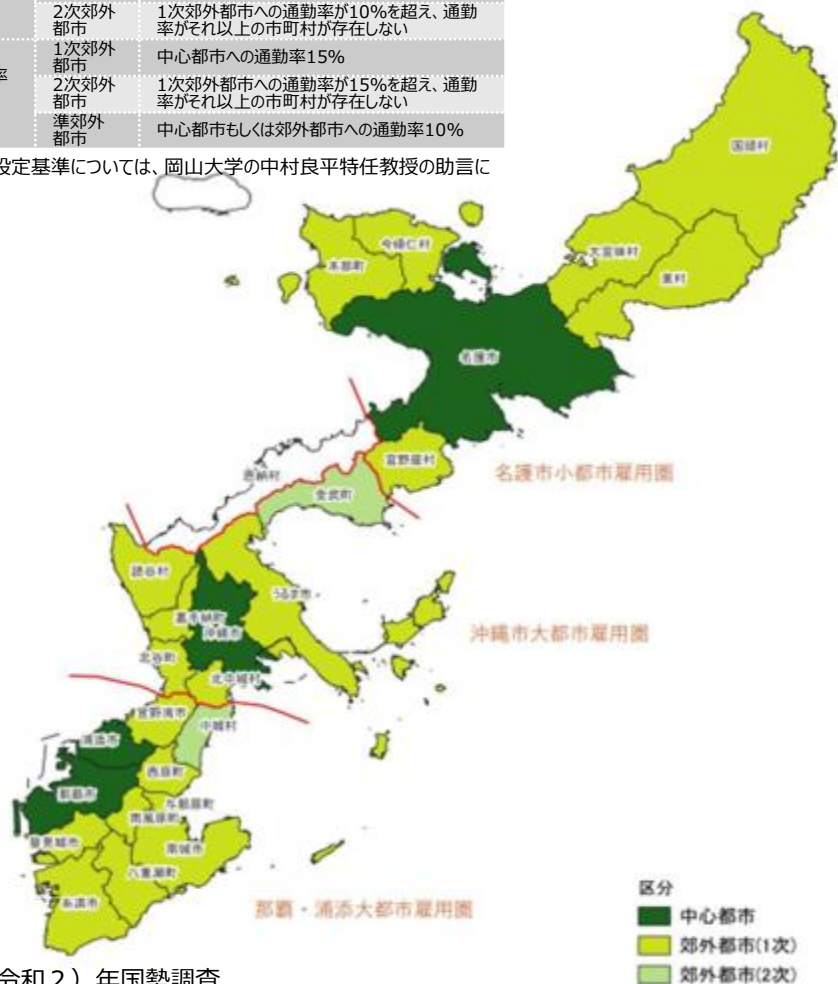 2次郊外
都市
1次郊外都市への通勤率が10%を超え、通勤
率がそれ以上の市町村が存在しない
率
1次郊外
都市
中心都市への通勤率15%
2次郊外
都市
1次郊外都市への通勤率が15%を超え、通勤
率がそれ以上の市町村が存在しない
準郊外
都市
中心都市もしくは郊外都市への通勤率10%
設定基準については、岡山大学の中村良平特任教授の助言に
国頭村
今帰仁村
本部町
大宜味村
東村
名護市
宜野座村
名護市小都市雇用圏
恩納村
金武町
読谷村
うるま市
嘉手納町
沖縄市
沖縄市大都市雇用圏
北谷町
北中城村
宜野湾市
中城村
浦添市
西原町
那覇市
与那原町
南風原町
豊見城市
南城市
八重瀬町
糸満市
那覇・浦添大都市雇用圏
区分
中心都市
郊外都市(1次)
郊外都市(2次)
令和２）年国勢調査